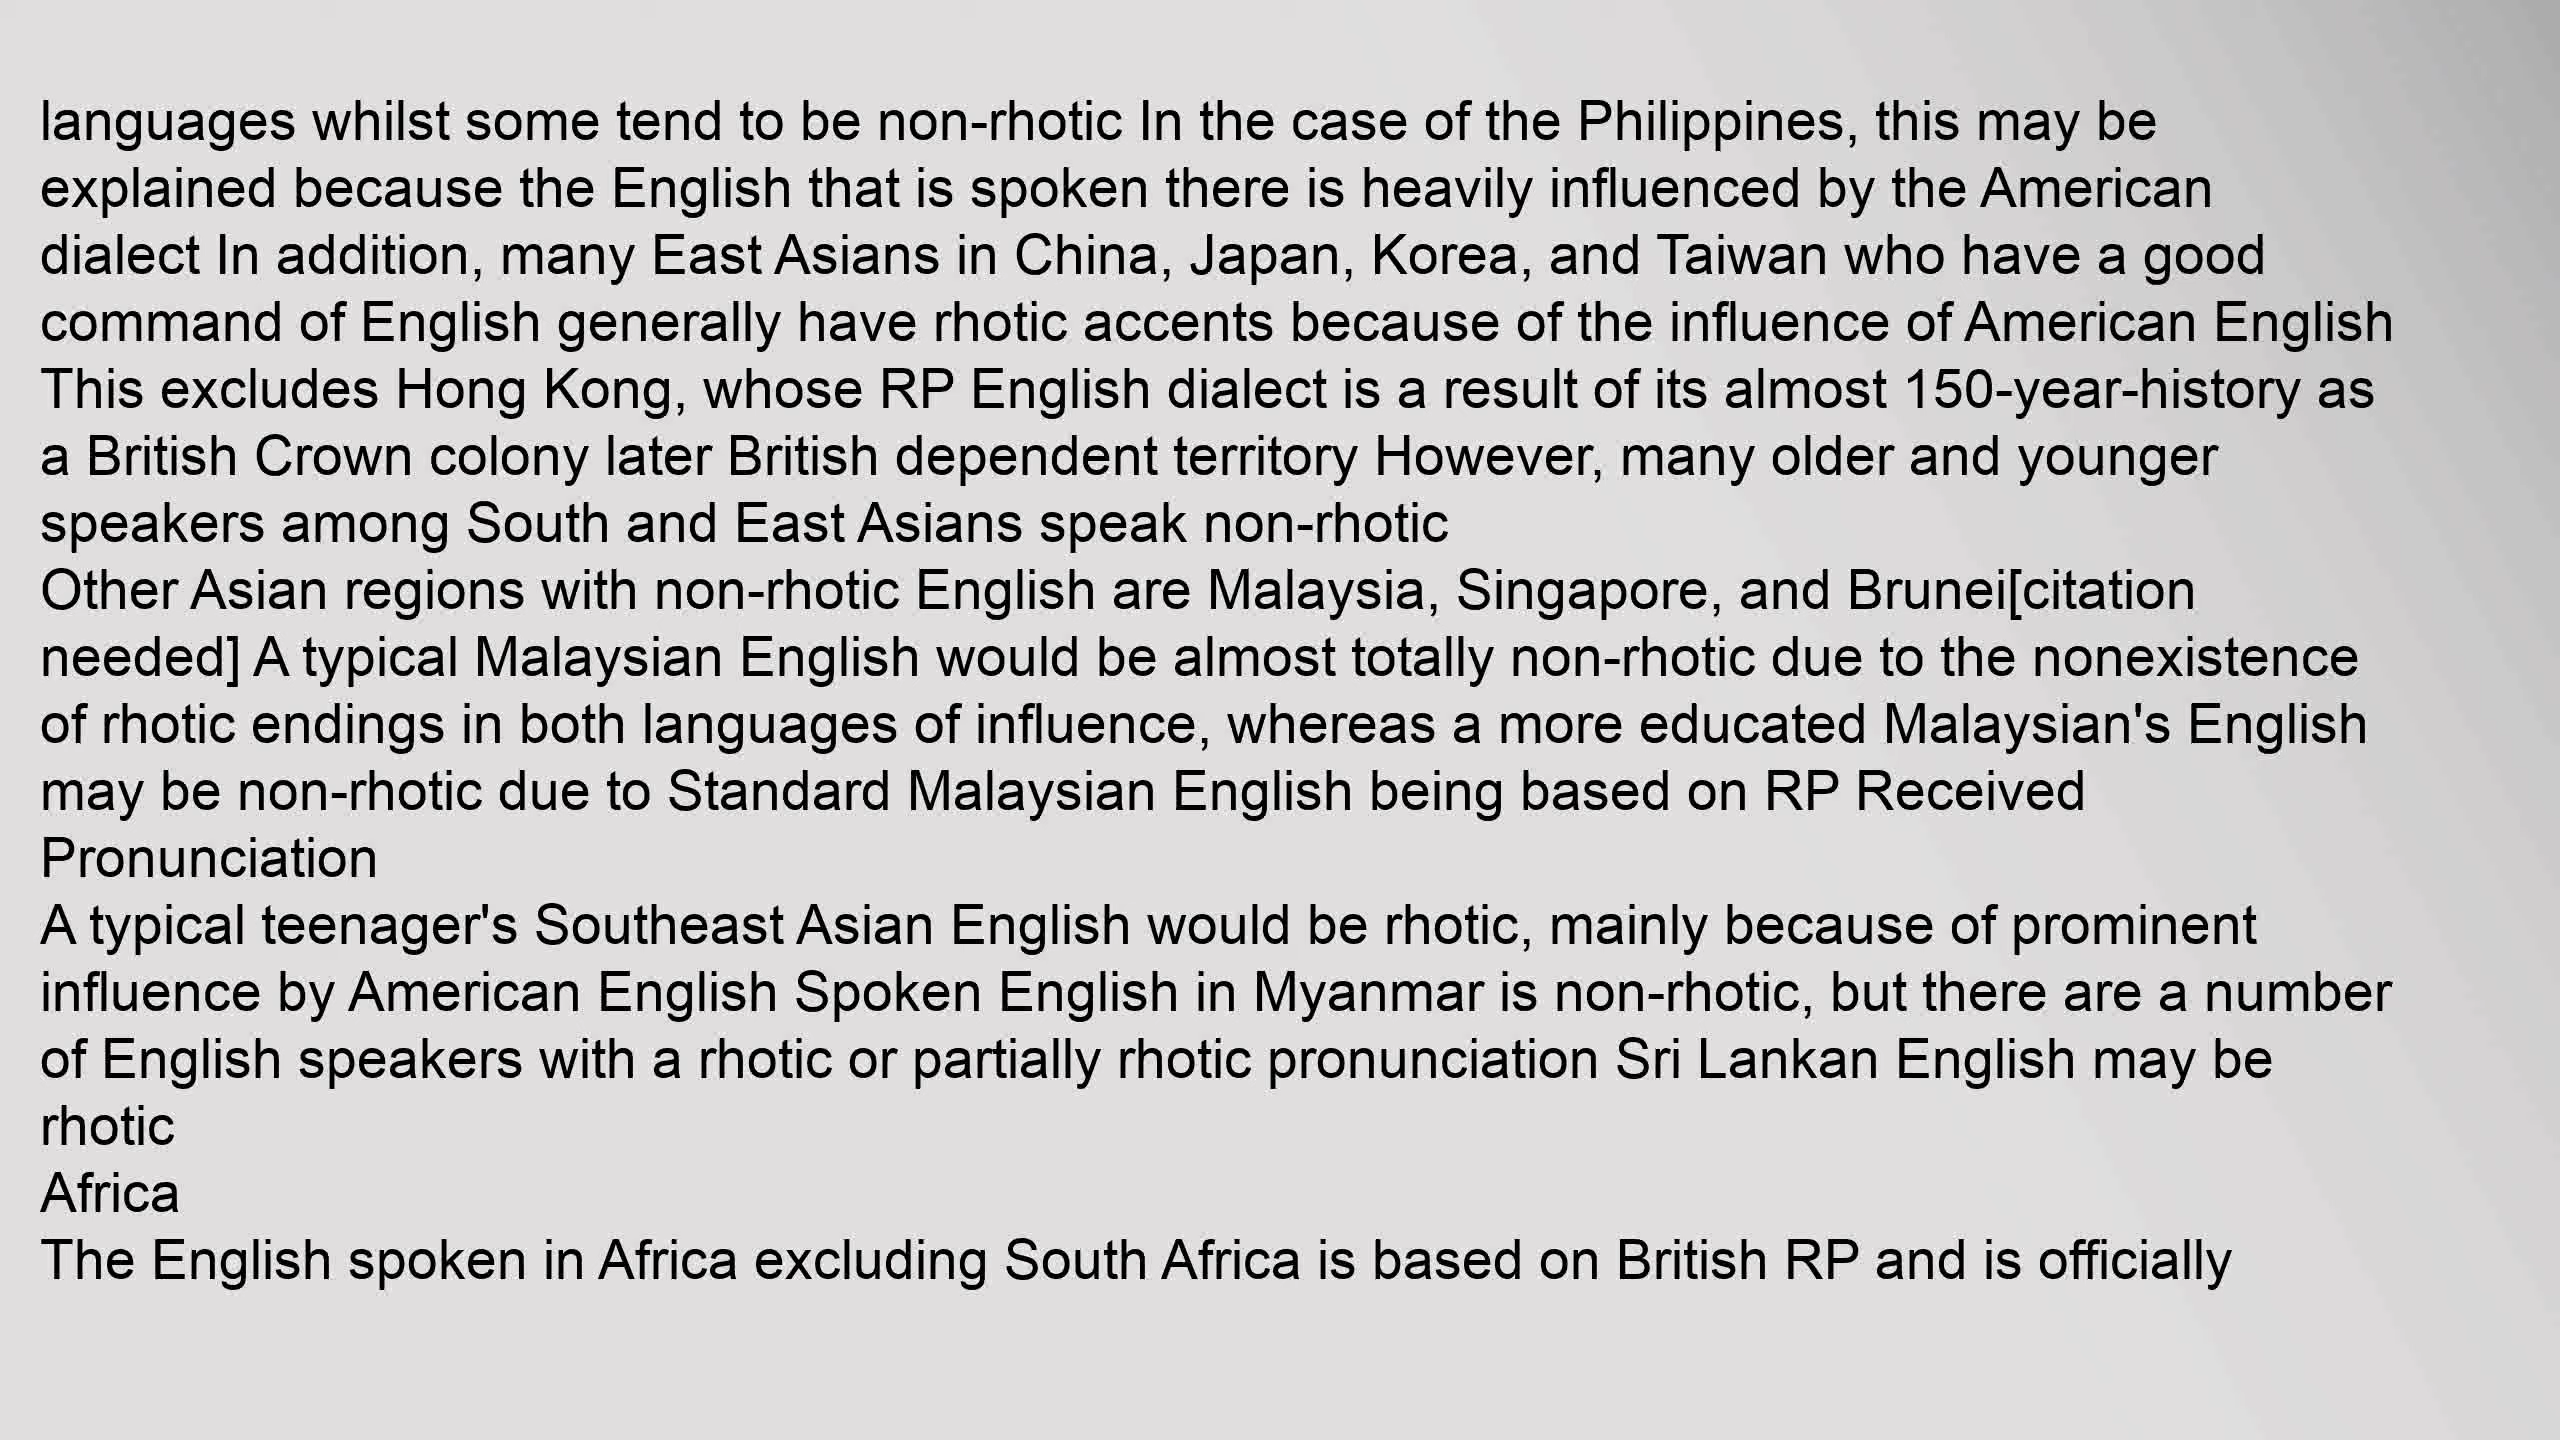 languages whilst some tend to be non-rhotic In the case of the Philippines, this may be
explained because the English that is spoken there is heavily influenced by the American
dialect In addition, many East Asians in China, Japan, Korea, and Taiwan who have a good
command of English generally have rhotic accents because of the influence of American English
This excludes Hong Kong, whose RP English dialect is a result of its almost 150-year-history as
a British Crown colony later British dependent territory However, many older and younger
speakers among South and East Asians speak non-rhotic
Other Asian regions with non-rhotic English are Malaysia, Singapore, and Brunei[citation
needed] A typical Malaysian English would be almost totally non-rhotic due to the nonexistence
of rhotic endings in both languages of influence, whereas a more educated Malaysian's English
may be non-rhotic due to Standard Malaysian English being based on RP Received
Pronunciation
A typical teenager's Southeast Asian English would be rhotic, mainly because of prominent
influence by American English Spoken English in Myanmar is non-rhotic, but there are a number
of English speakers with a rhotic or partially rhotic pronunciation Sri Lankan English may be
rhotic
Africa
The English spoken in Africa excluding South Africa is based on British RP and is officially